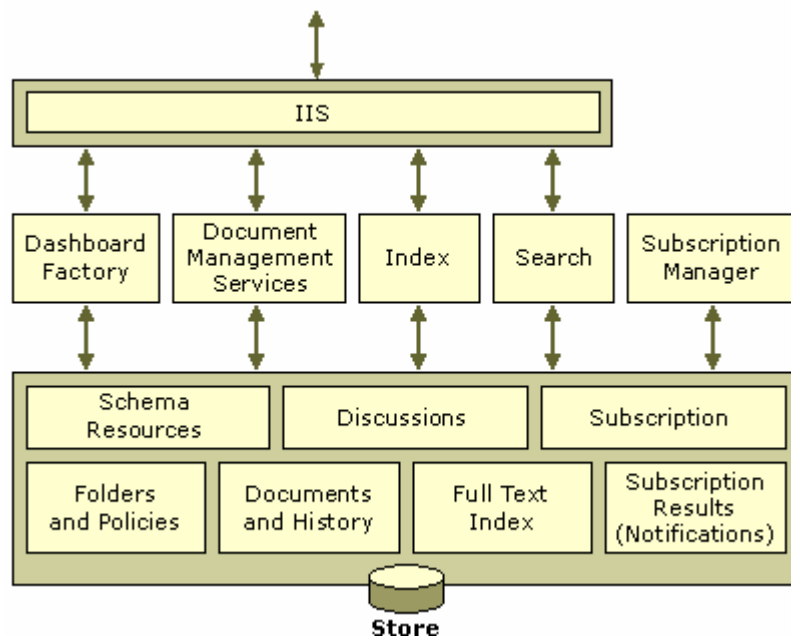 IIS
Dashboard
Factory
Document
Management
Services
Index
Search
Subscription
Manager
Schema
Resources
Discussions
Subscription
Folders
and Policies
Documents
and History
Full Text
Index
Subscription
Results
(Notifications)
Store